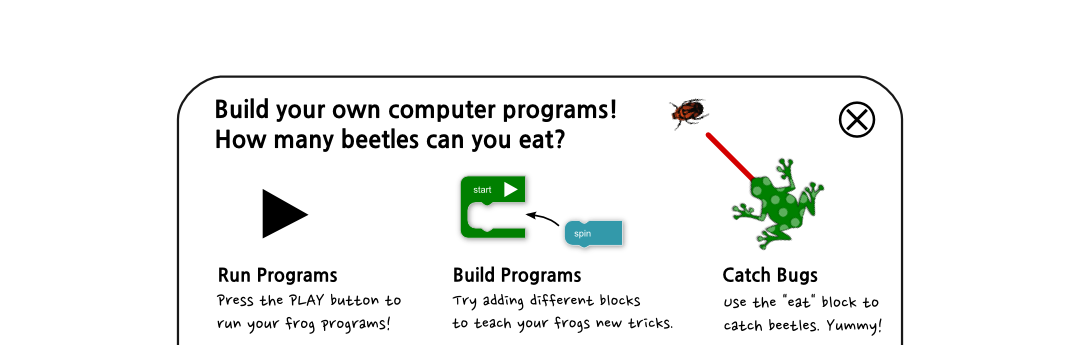 Build your own computer programs!
How many beetles can you eat?
start
spin
Run Programs
Press the PLAY button to
run your frog programs!
Build Programs
Try adding different blocks
to teach your frogs new tricks.
Catch Bugs
Use the "eat" block to
catch beetles. Yummy!